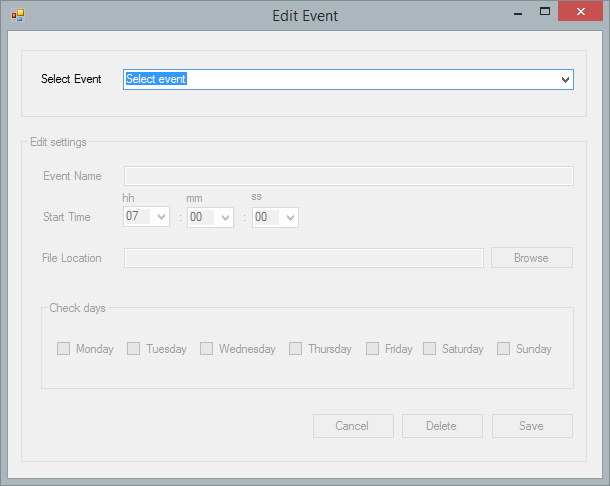 Edit Event
Select Event Select event
Edit settings
Event Name
hh mm ss
Start Time 07 : 00 : 00
File Location Browse
Check days
Monday Tuesday Wednesday Thursday Friday Saturday Sunday
Cancel Delete Save